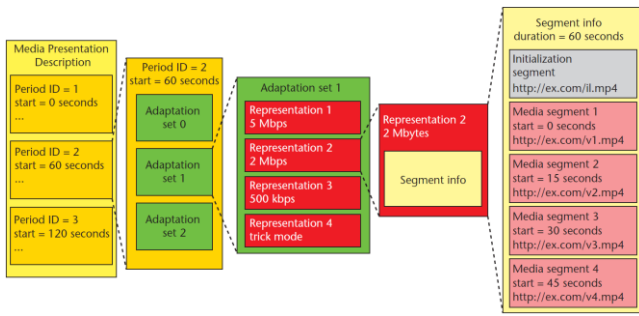 Media Presentation
Description
Period ID = 1
start = 0 seconds
...
Period ID = 2
start = 60 seconds
...
Period ID = 3
start = 120 seconds
...
Period ID = 2
start = 60 seconds
Adaptation
set 0
Adaptation
set 1
Adaptation
set 2
Adaptation set 1
Representation 1
5 Mbps
Representation 2
2 Mbps
Representation 3
500 kbps
Representation 4
trick mode
Representation 2
2 Mbytes
Segment info
Segment info
duration = 60 seconds
Initialization
segment
http://ex.com/il.mp4
Media segment 1
start = 0 seconds
http://ex.com/v1.mp4
Media segment 2
start = 15 seconds
http://ex.com/v2.mp4
Media segment 3
start = 30 seconds
http://ex.com/v3.mp4
Media segment 4
start = 45 seconds
http://ex.com/v4.mp4